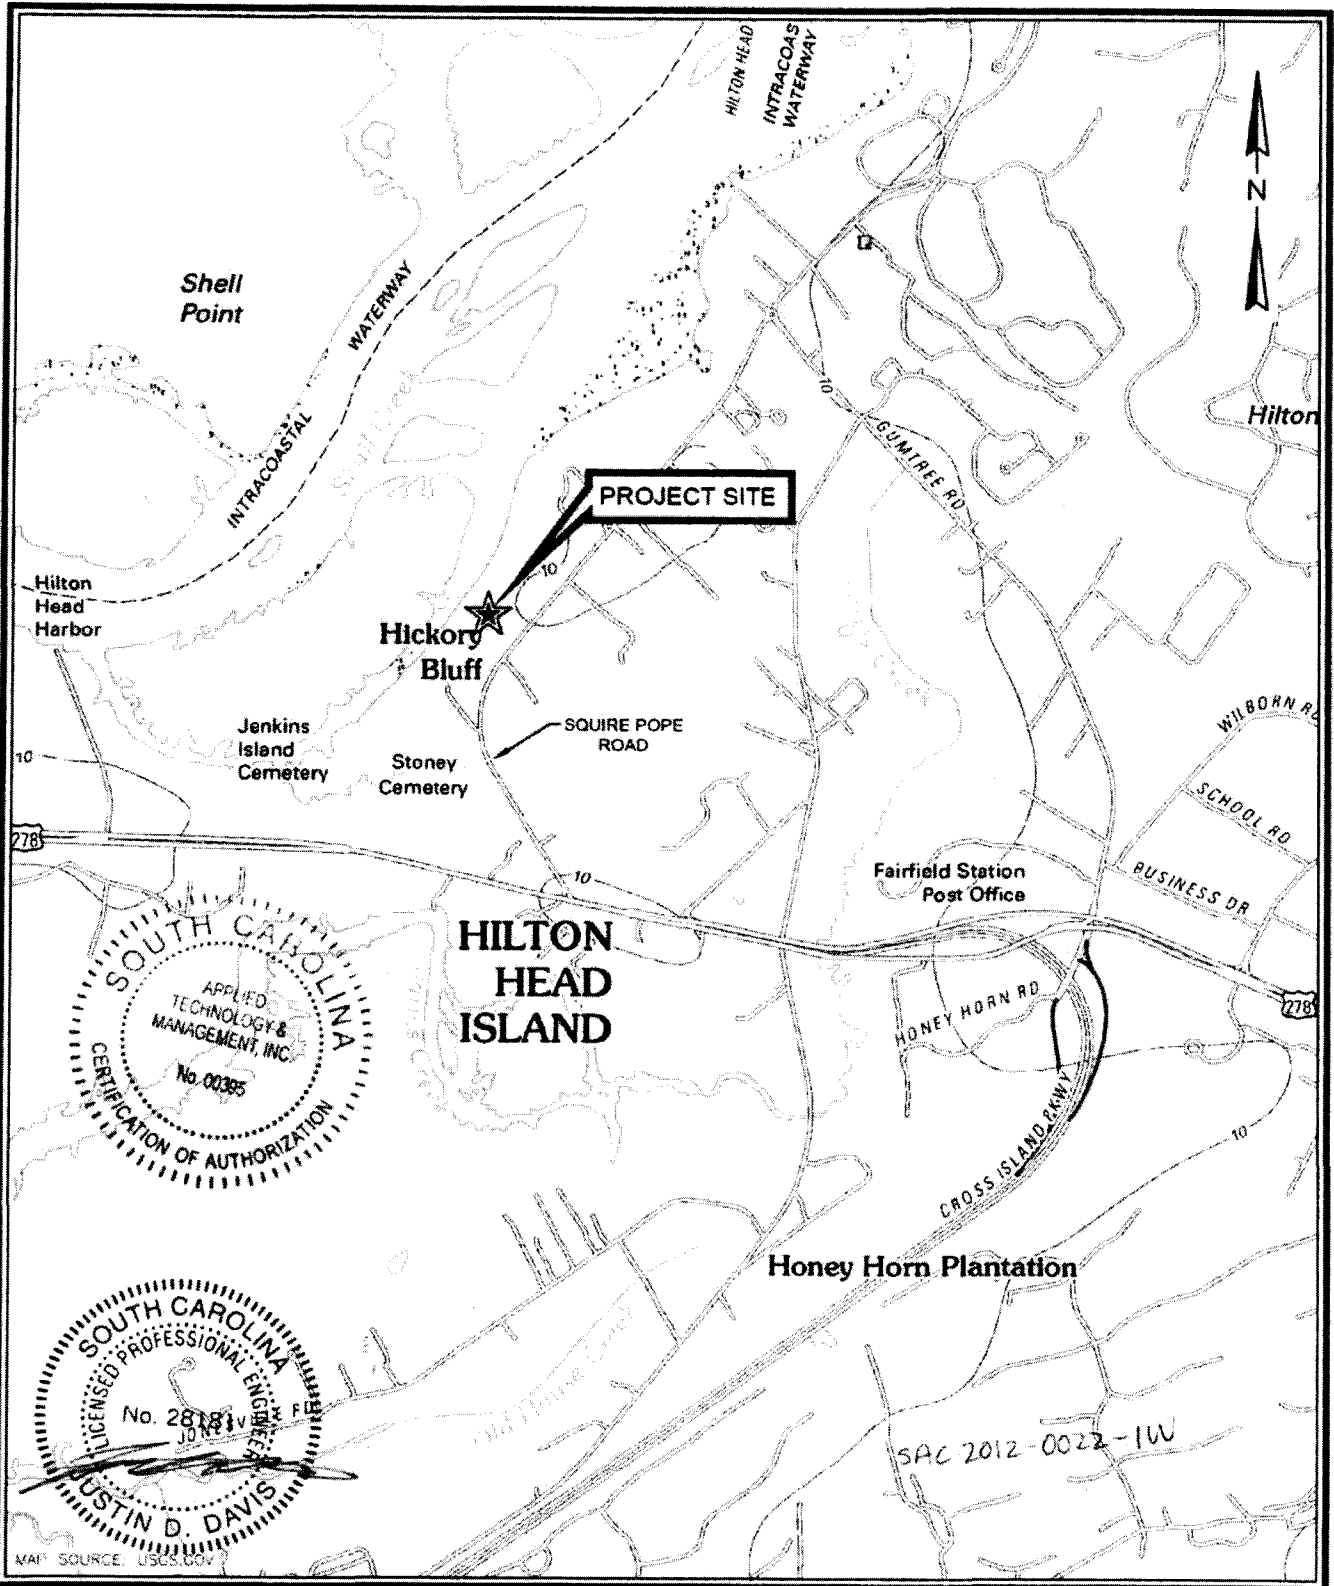 HILTON HEAD
INTRACOAS
WATERWAY
N
Shell
Point
WATERWAY
INTRACOASTAL
Hilton
GUMTREE RD
10
PROJECT SITE
10
Hilton
Head
Harbor
Hickory
Bluff
SQUIRE POPE
ROAD
Jenkins
Island
Cemetery
Stoney
Cemetery
10
WILBORN RD
SCHOOL RD
BUSINESS DR
278
10
Fairfield Station
Post Office
HILTON
HEAD
ISLAND
HONEY HORN RD
278
SOUTH CAROLINA
APPLIED
TECHNOLOGY &
MANAGEMENT, INC
No. 00395
CERTIFICATION OF AUTHORIZATION
CROSS ISLAND PKWY
10
Honey Horn Plantation
SOUTH CAROLINA
LICENSED PROFESSIONAL ENGINEER
No. 28181
JUSTIN D. DAVIS
SAC 2012-0022-1W
MAP SOURCE: USGS.GOV